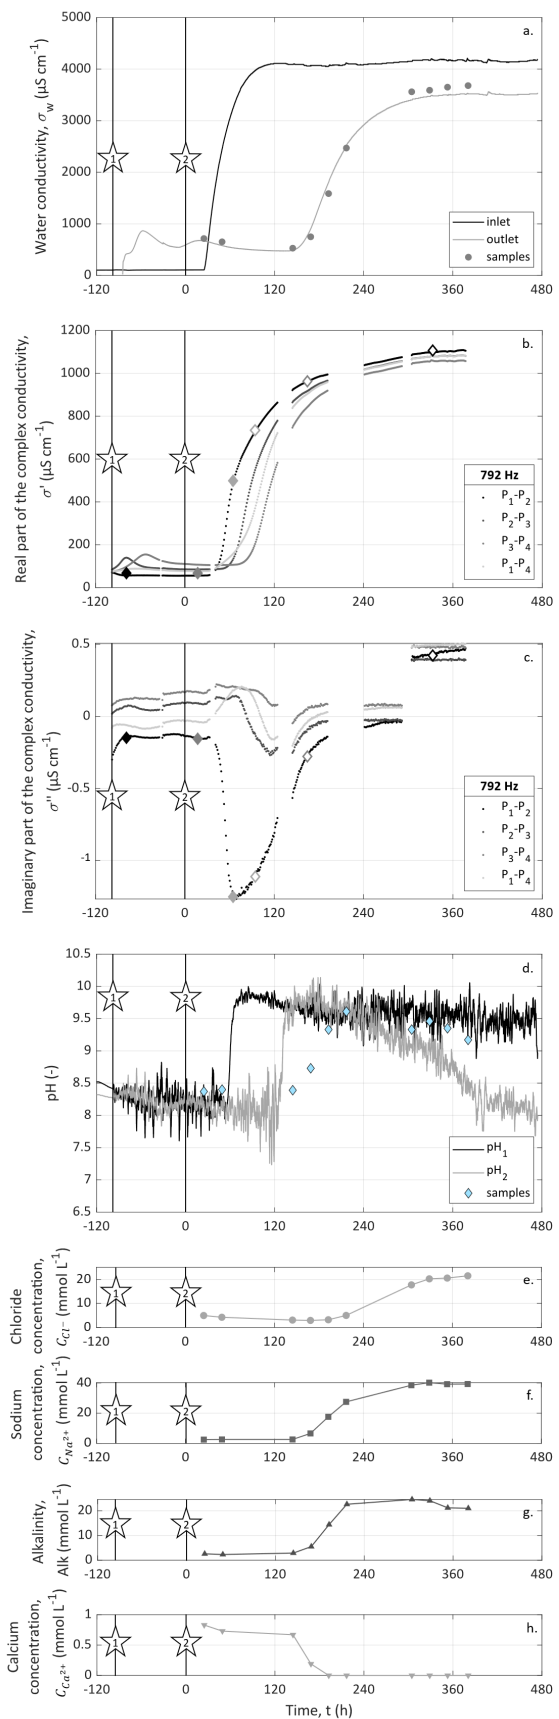 a.
Water conductivity, σw (µS cm-1)
5000
4000
3000
2000
1000
0
1
2
inlet
outlet
samples
-120 0 120 240 360 480
b.
Real part of the complex conductivity,
σ' (µS cm-1)
1200
1000
800
600
400
200
0
1
2
792 Hz
P1-P2
P2-P3
P3-P4
P1-P4
-120 0 120 240 360 480
c.
Imaginary part of the complex conductivity,
σ'' (µS cm-1)
0.5
0
-0.5
-1
1
2
792 Hz
P1-P2
P2-P3
P3-P4
P1-P4
-120 0 120 240 360 480
d.
pH (-)
10.5
10
9.5
9
8.5
8
7.5
7
6.5
1
2
pH1
pH2
samples
-120 0 120 240 360 480
e.
Chloride
concentration,
CCl− (mmol L-1)
20
10
0
1
2
-120 0 120 240 360 480
f.
Sodium
concentration,
CNa2+ (mmol L-1)
40
20
0
1
2
-120 0 120 240 360 480
g.
Alkalinity,
Alk (mmol L-1)
20
10
0
1
2
-120 0 120 240 360 480
h.
Calcium
concentration,
CCa2+ (mmol L-1)
1
0.5
0
1
2
-120 0 120 240 360 480
Time, t (h)